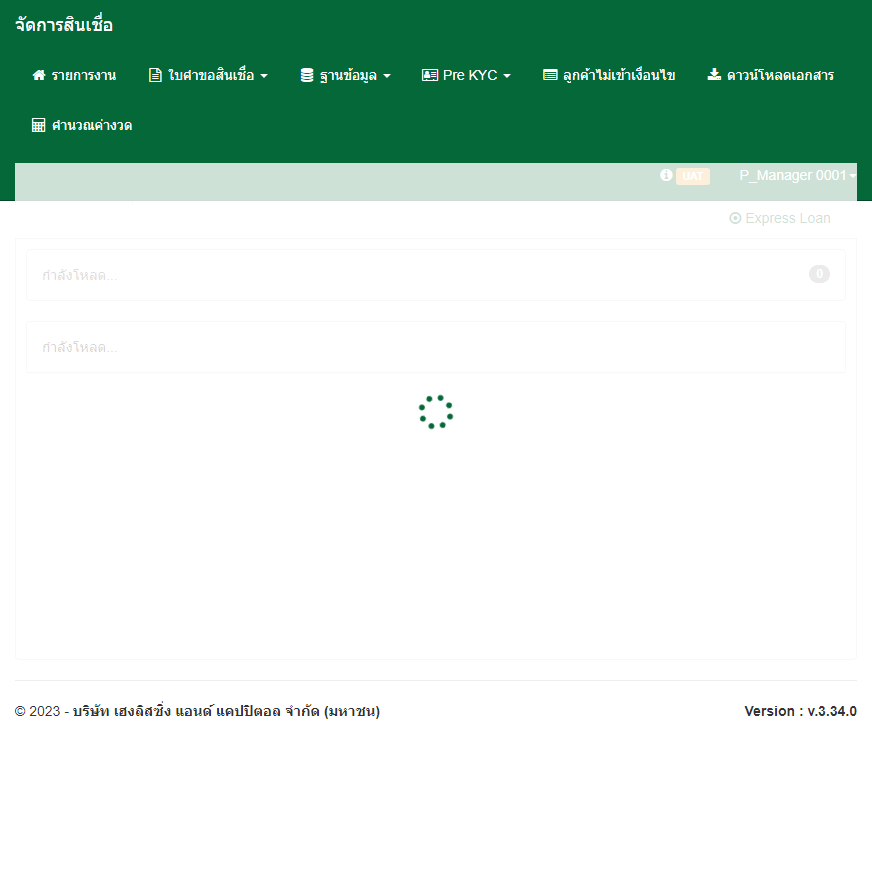 จัดการสินเชื่อ
รายการงาน ใบคำขอสินเชื่อ ฐานข้อมูล Pre KYC ลูกค้าไม่เข้าเงื่อนไข ดาวน์โหลดเอกสาร
คำนวณค่างวด
UAT P_Manager 0001
Express Loan
กำลังโหลด... 0
กำลังโหลด...
© 2023 - บริษัท เฮงลิสซิ่ง แอนด์ แคปปิตอล จำกัด (มหาชน) Version : v.3.34.0